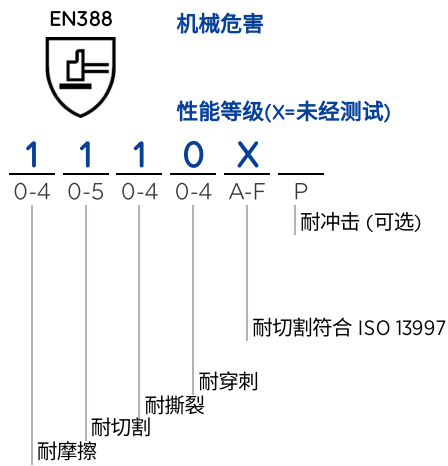 EN388
机械危害
性能等级(X=未经测试)
1 1 1 0 X
0-4 0-5 0-4 0-4 A-F P
耐冲击 (可选)
耐切割符合 ISO 13997
耐穿刺
耐撕裂
耐切割
耐摩擦